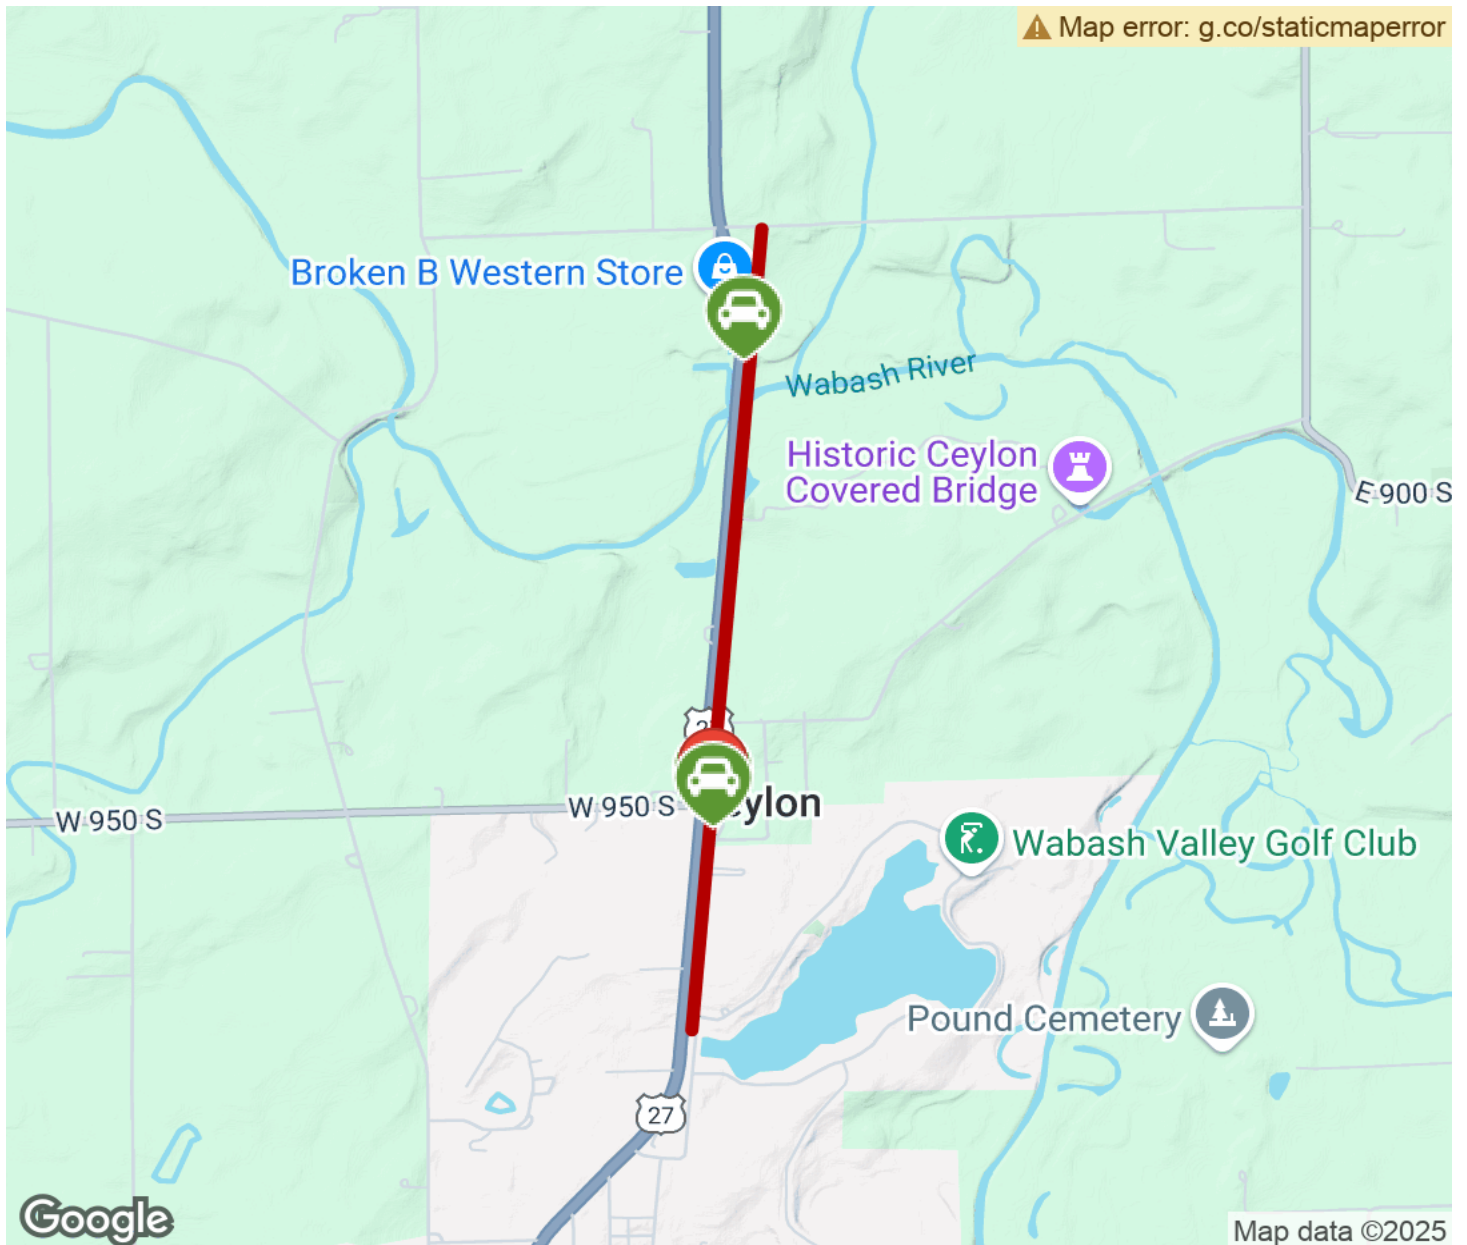 Map error: g.co/staticmaperror
Broken B Western Store
Wabash River
Historic Ceylon
Covered Bridge
E 900 S
W 950 S
W 950 S
Wabash Valley Golf Club
Pound Cemetery
27
Google
Map data ©2025